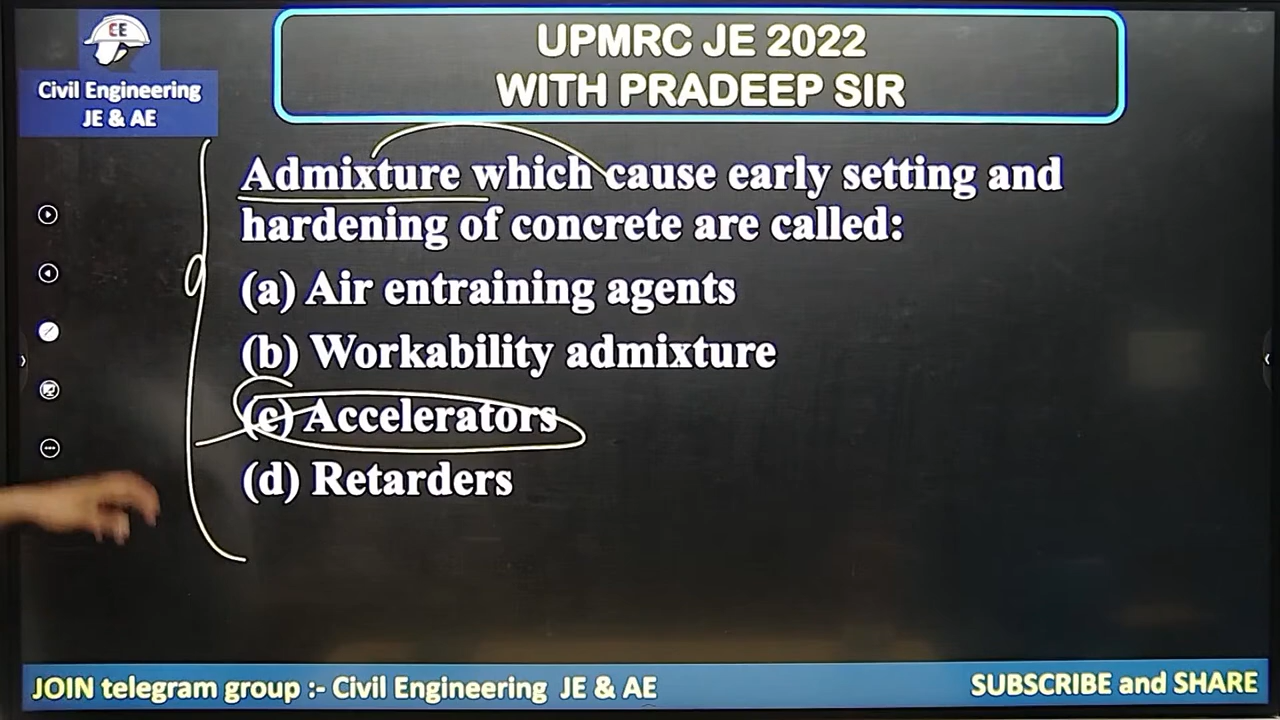 CE
Civil Engineering
JE & AE
UPMRC JE 2022
WITH PRADEEP SIR
Admixture which cause early setting and
hardening of concrete are called:
(a) Air entraining agents
(b) Workability admixture
(c) Accelerators
(d) Retarders
JOIN telegram group :- Civil Engineering JE & AE
SUBSCRIBE and SHARE